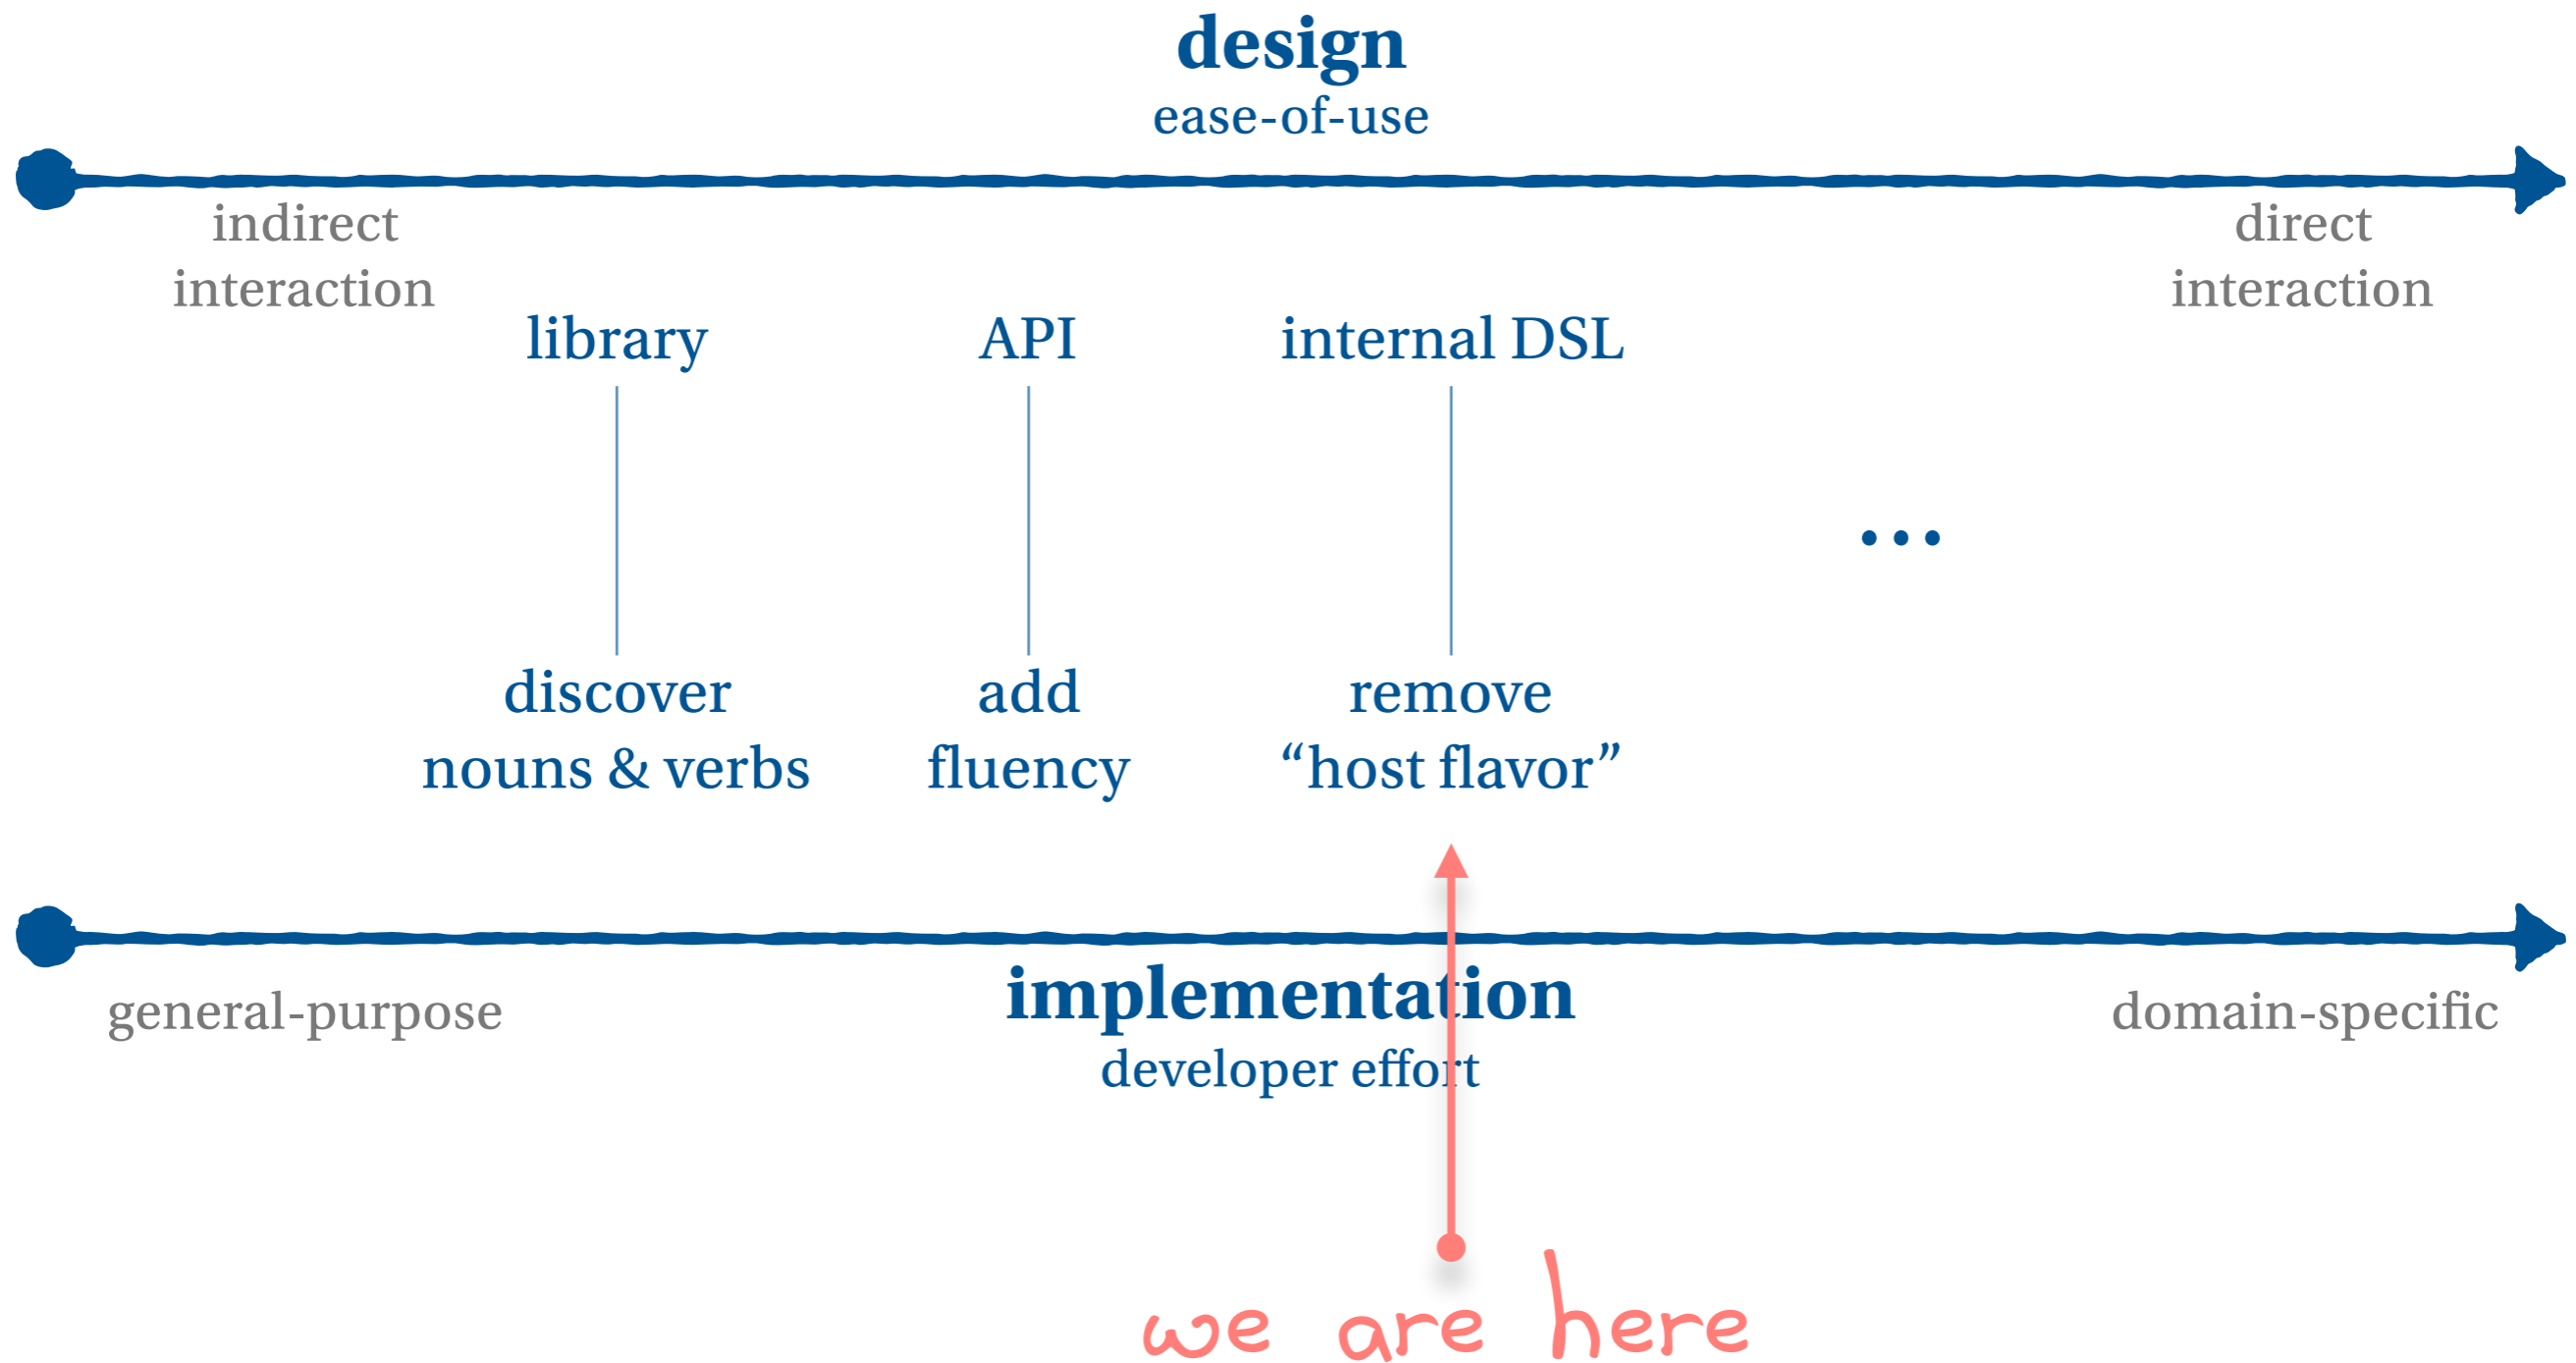 design
ease-of-use
indirect
interaction
direct
interaction
library
API
internal DSL
...
discover
nouns & verbs
add
fluency
remove
“host flavor”
general-purpose
implementation
developer effort
domain-specific
we are here